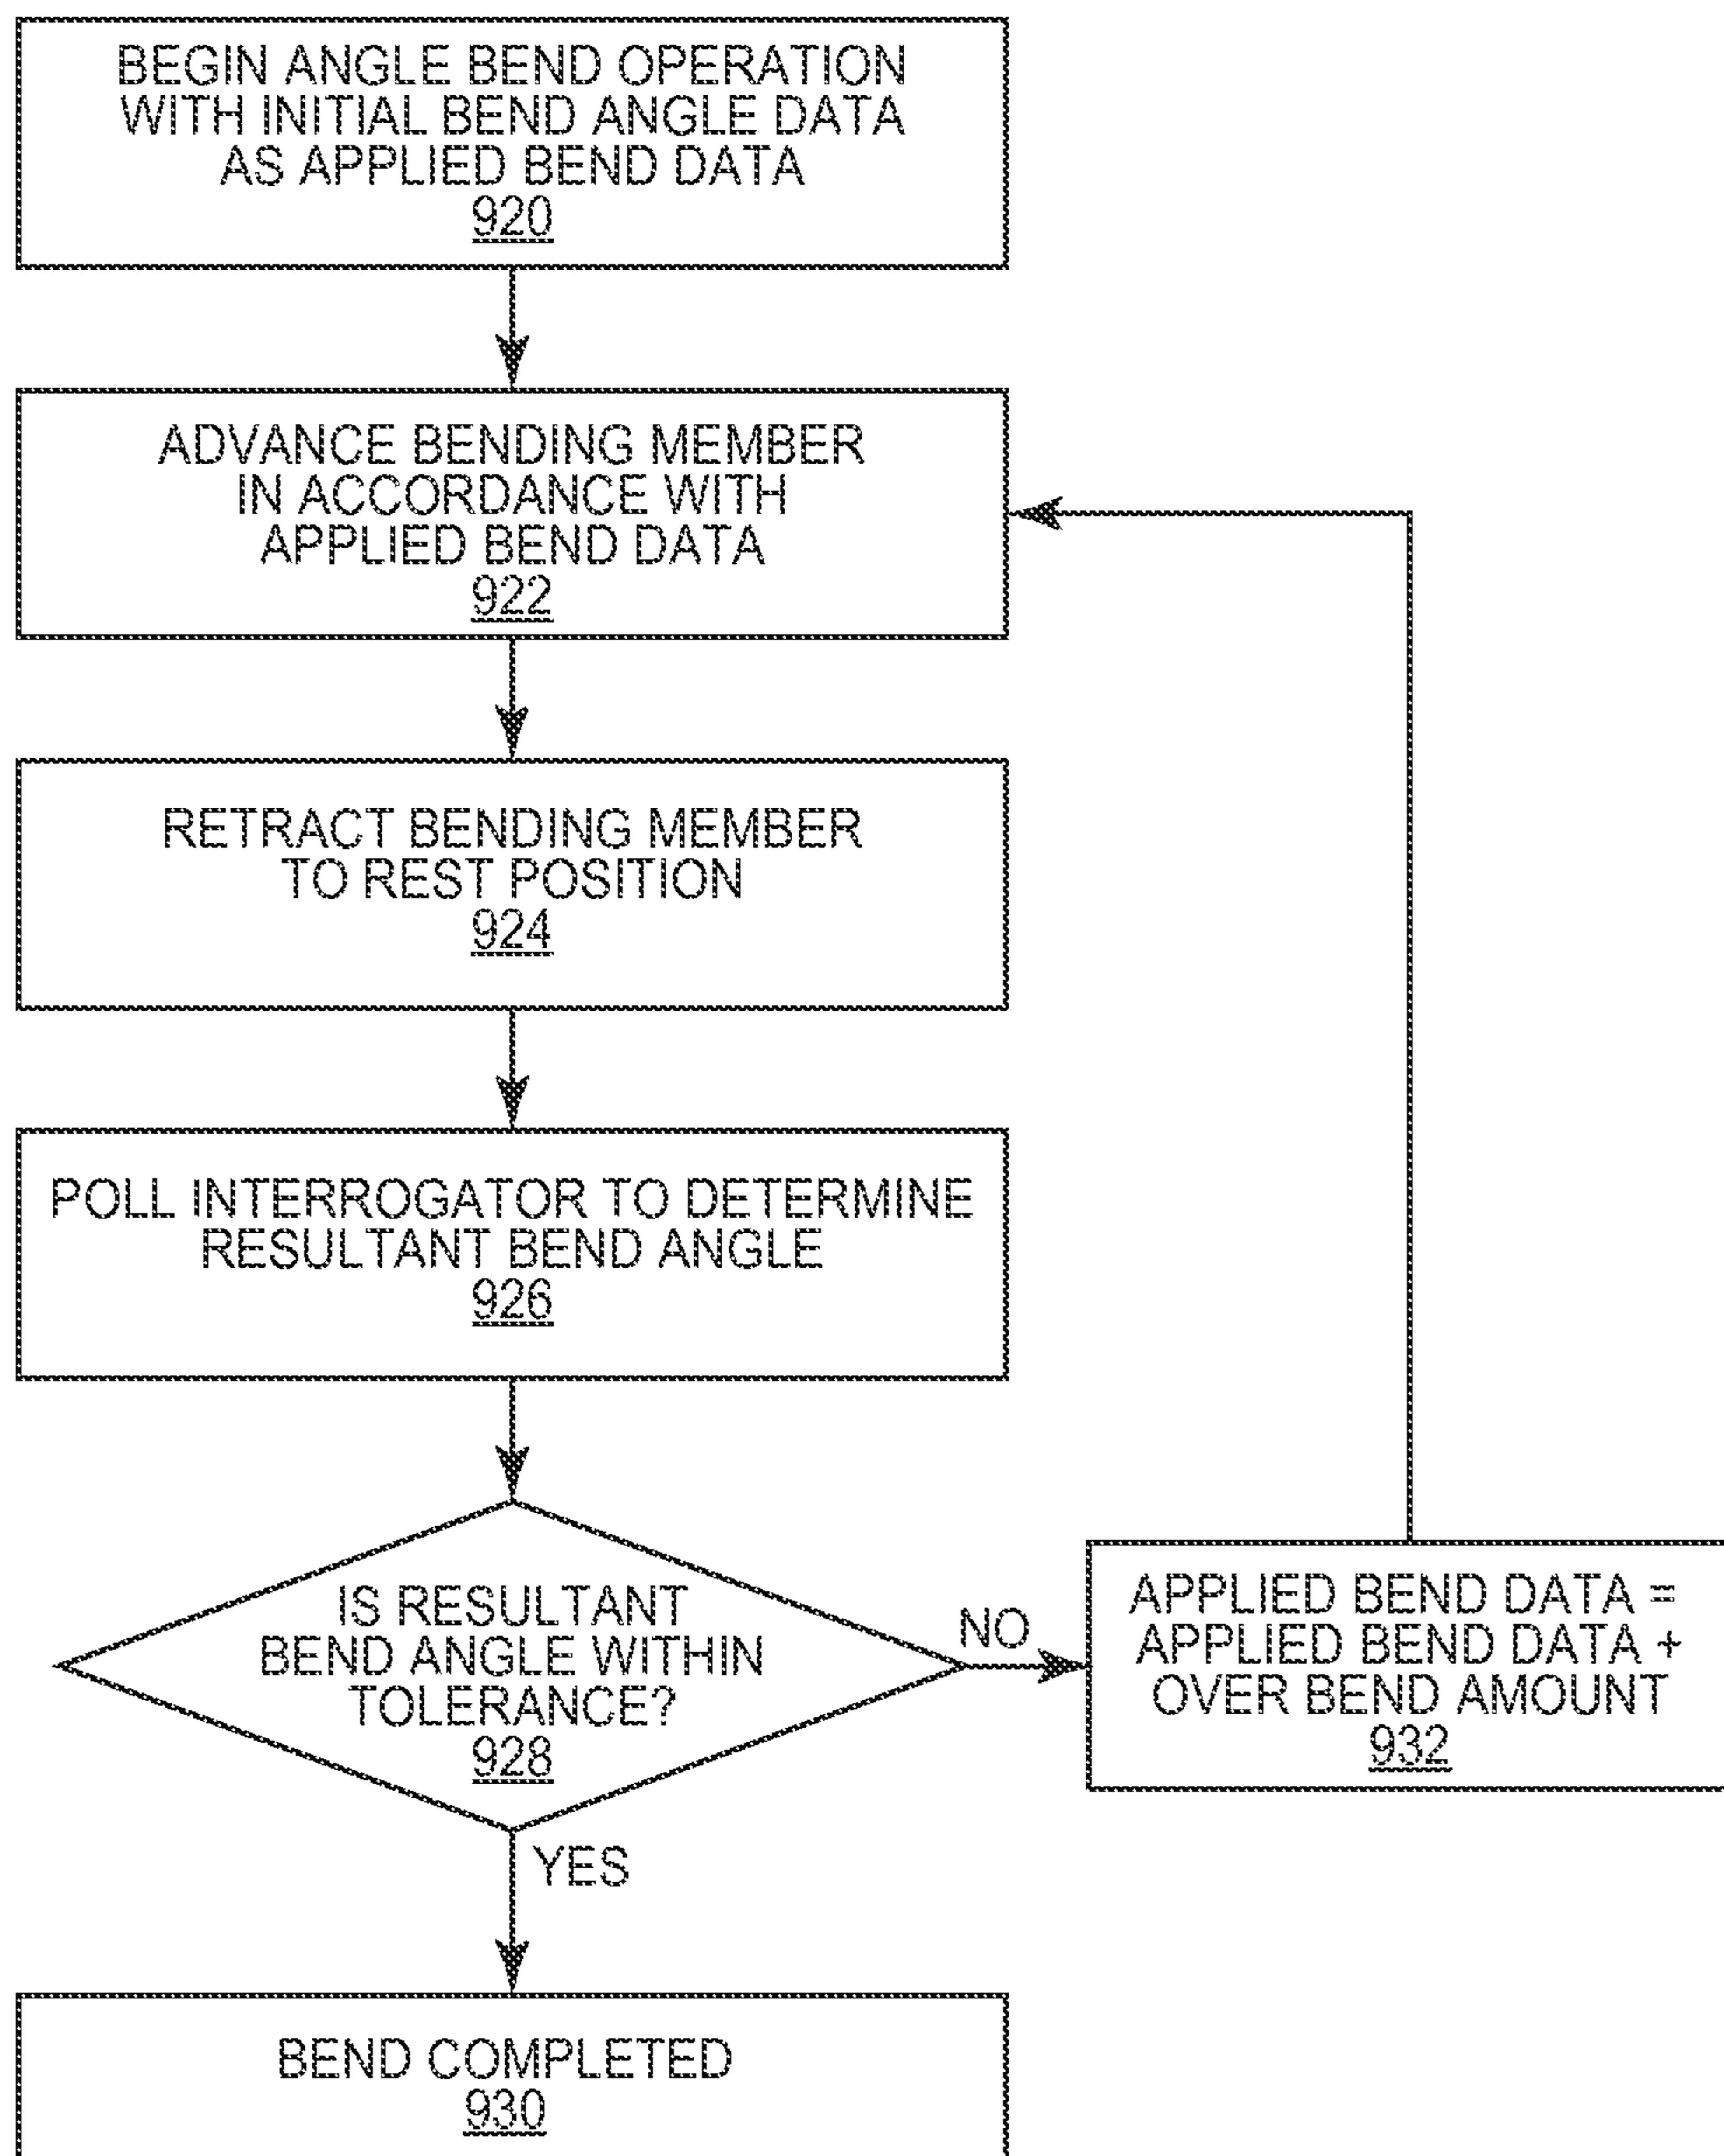 BEGIN ANGLE BEND OPERATION
WITH INITIAL BEND ANGLE DATA
AS APPLIED BEND DATA
920
ADVANCE BENDING MEMBER
IN ACCORDANCE WITH
APPLIED BEND DATA
922
RETRACT BENDING MEMBER
TO REST POSITION
924
POLL INTERROGATOR TO DETERMINE
RESULTANT BEND ANGLE
926
IS RESULTANT
BEND ANGLE WITHIN
TOLERANCE?
928
NO
APPLIED BEND DATA =
APPLIED BEND DATA +
OVER BEND AMOUNT
932
YES
BEND COMPLETED
930